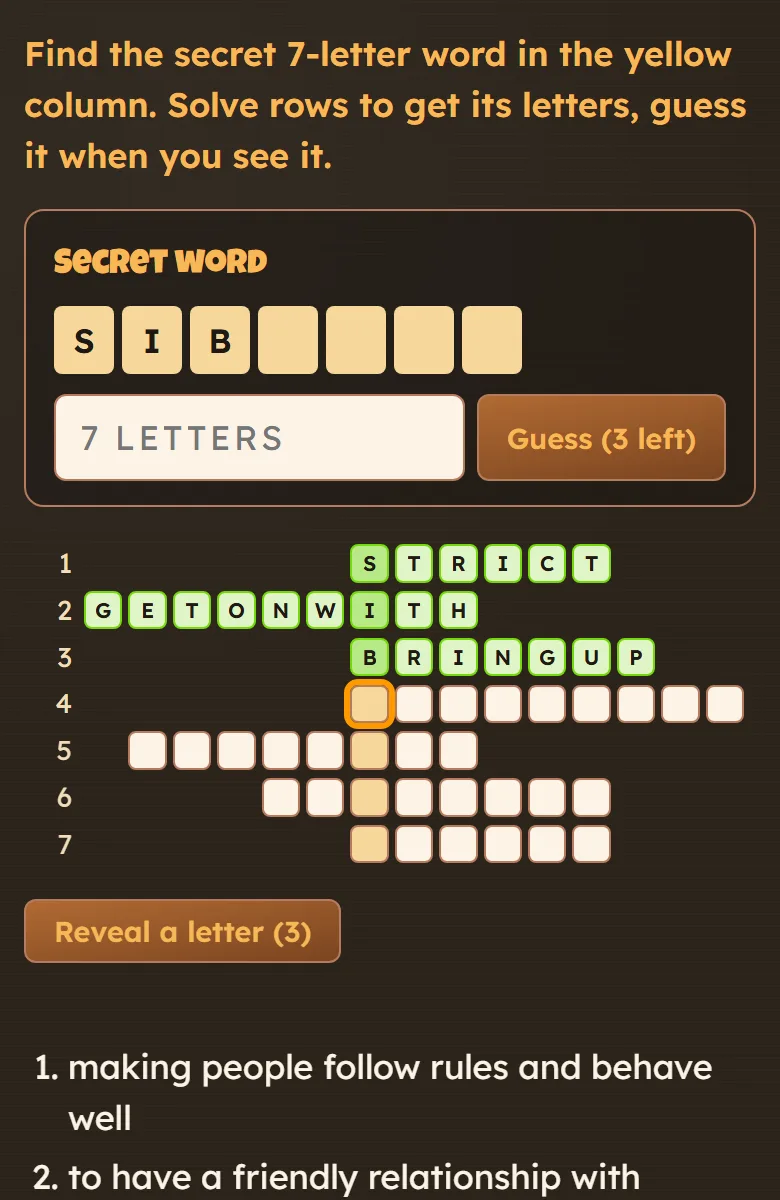 Find the secret 7-letter word in the yellow
column. Solve rows to get its letters, guess
it when you see it.
SecReT WORD
S I B
7 LETTERS
Guess (3 left)
1 S T R I C T
2 G E T O N W I T H
3 B R I N G U P
4
5
6
7
Reveal a letter (3)
1. making people follow rules and behave
well
2. to have a friendly relationship with